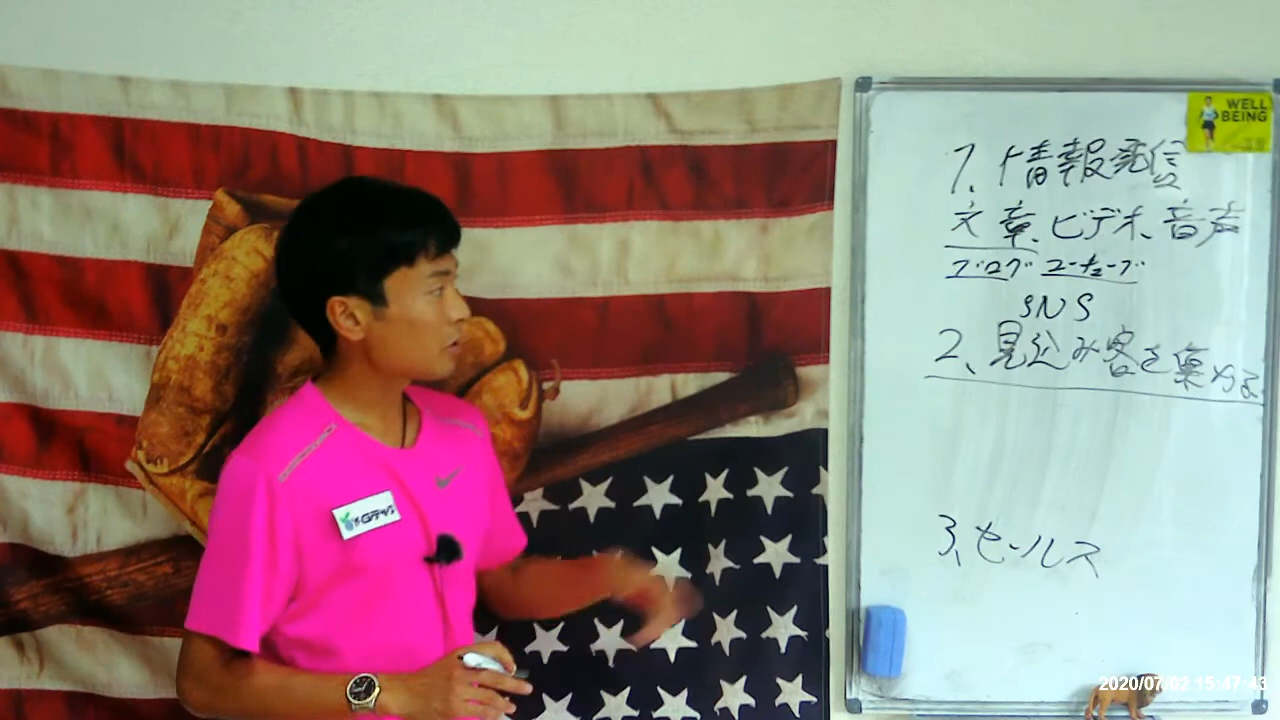 WELL
BEING
1、情報発信
文章、ビデオ、音声
ブログ ユーチューブ
SNS
2、見込み客を集める
3、セールス
2020/07/02 15:47:43